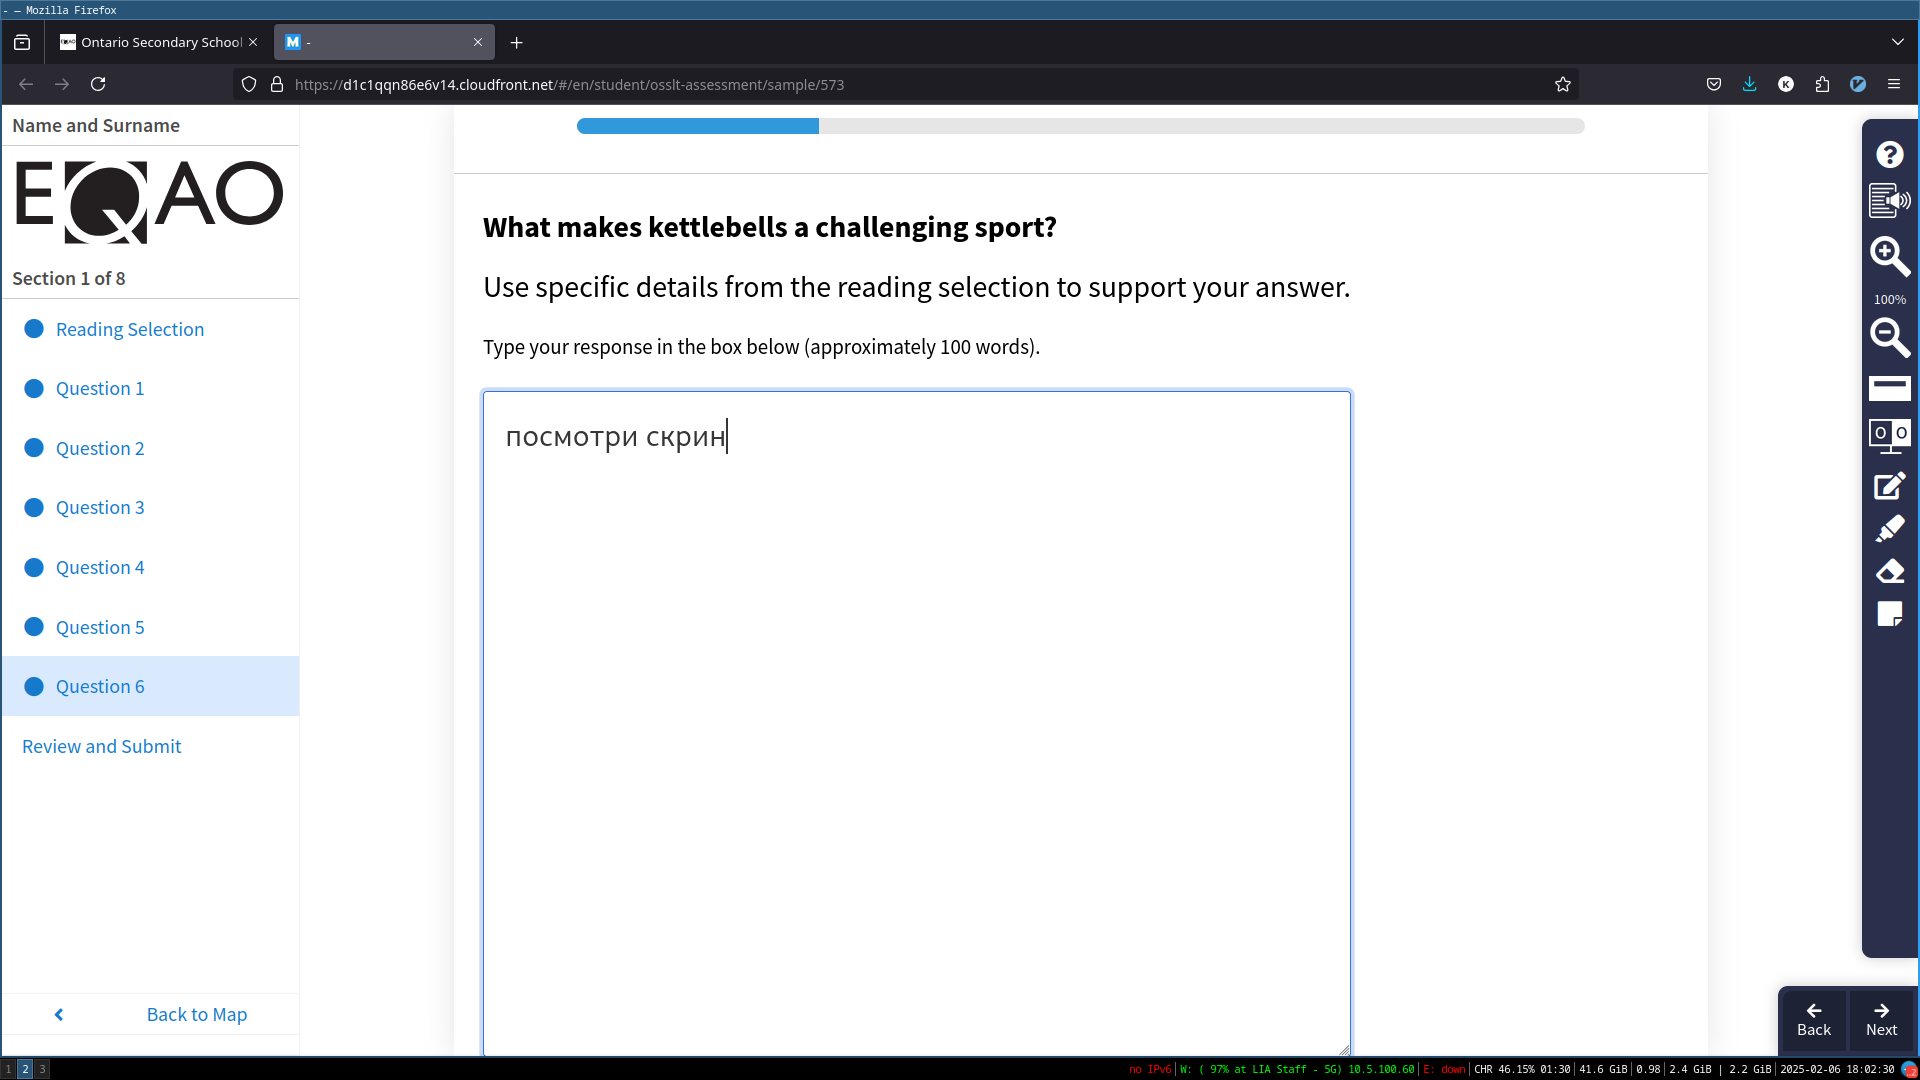 - — Mozilla Firefox
Ontario Secondary School
M -
https://d1c1qqn86e6v14.cloudfront.net/#/en/student/osslt-assessment/sample/573
K
Name and Surname
EQAO
Section 1 of 8
Reading Selection
Question 1
Question 2
Question 3
Question 4
Question 5
Question 6
Review and Submit
Back to Map
What makes kettlebells a challenging sport?
Use specific details from the reading selection to support your answer.
Type your response in the box below (approximately 100 words).
посмотри скрин
100%
Back
Next
1 2 3
no IPv6 | W: ( 97% at LIA Staff - 5G) 10.5.100.60 | E: down | CHR 46.15% 01:30 | 41.6 GiB | 0.98 | 2.4 GiB | 2.2 GiB | 2025-02-06 18:02:30